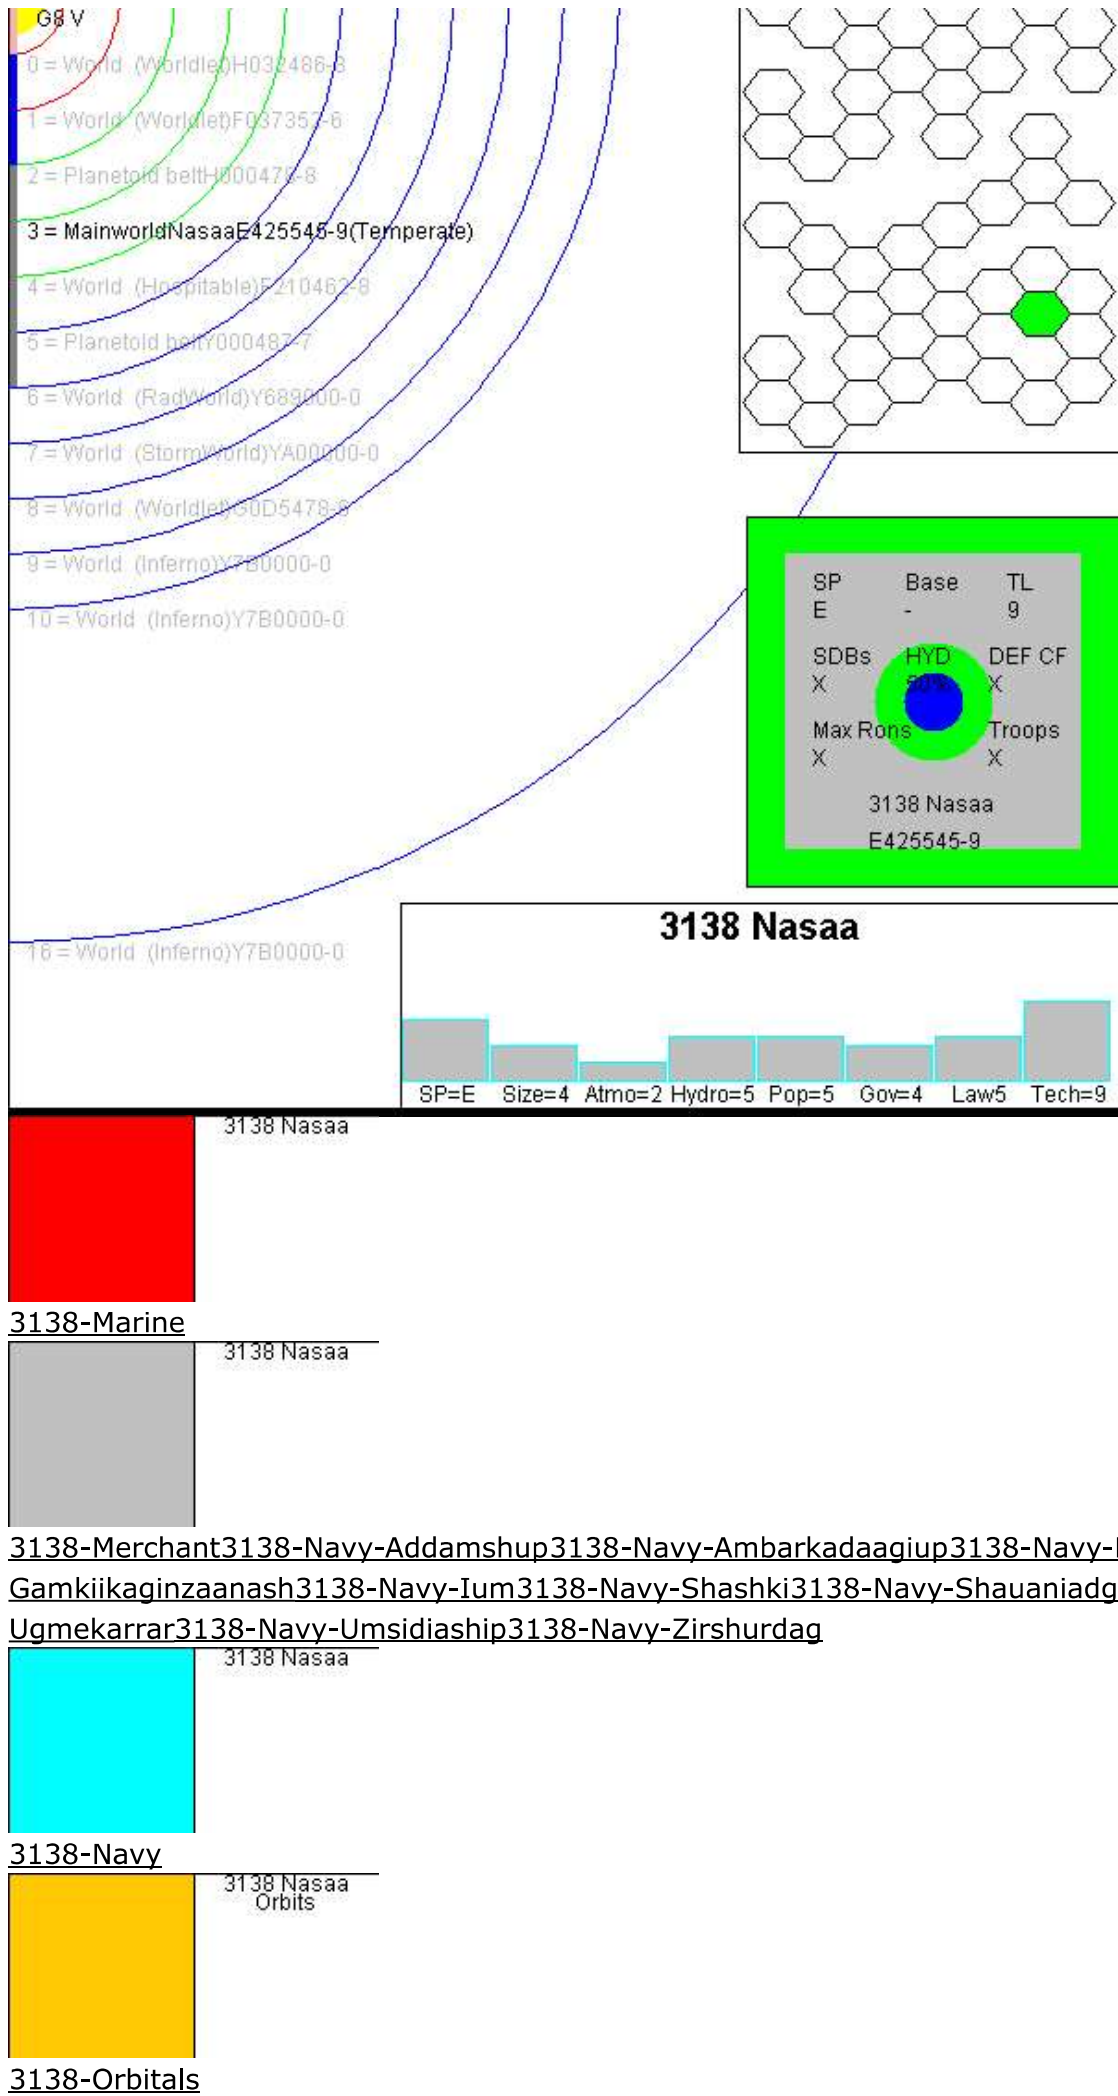 G8 V
0 = World (Worldlet)H032486-8
1 = World (Worldlet)F037357-6
2 = Planetoid beltH000478-8
3 = MainworldNasaaE425545-9(Temperate)
4 = World (Hospitable)F210462-8
5 = Planetoid beltY000487-7
6 = World (RadWorld)Y689000-0
7 = World (StormWorld)YA00000-0
8 = World (Worldlet)G0D5478-6
9 = World (Inferno)Y7B0000-0
10 = World (Inferno)Y7B0000-0
16 = World (Inferno)Y7B0000-0
SP Base TL
E - 9
SDBs HYD DEF CF
X 50% X
Max Rons Troops
X X
3138 Nasaa
E425545-9
3138 Nasaa
SP=E Size=4 Atmo=2 Hydro=5 Pop=5 Gov=4 Law5 Tech=9
3138 Nasaa
3138-Marine
3138 Nasaa
3138-Merchant3138-Navy-Addamshup3138-Navy-Ambarkadaagiup3138-Navy-
Gamkiikaginzaanash3138-Navy-Ium3138-Navy-Shashki3138-Navy-Shauaniadg
Ugmekarrar3138-Navy-Umsidiaship3138-Navy-Zirshurdag
3138 Nasaa
3138-Navy
3138 Nasaa
Orbits
3138-Orbitals